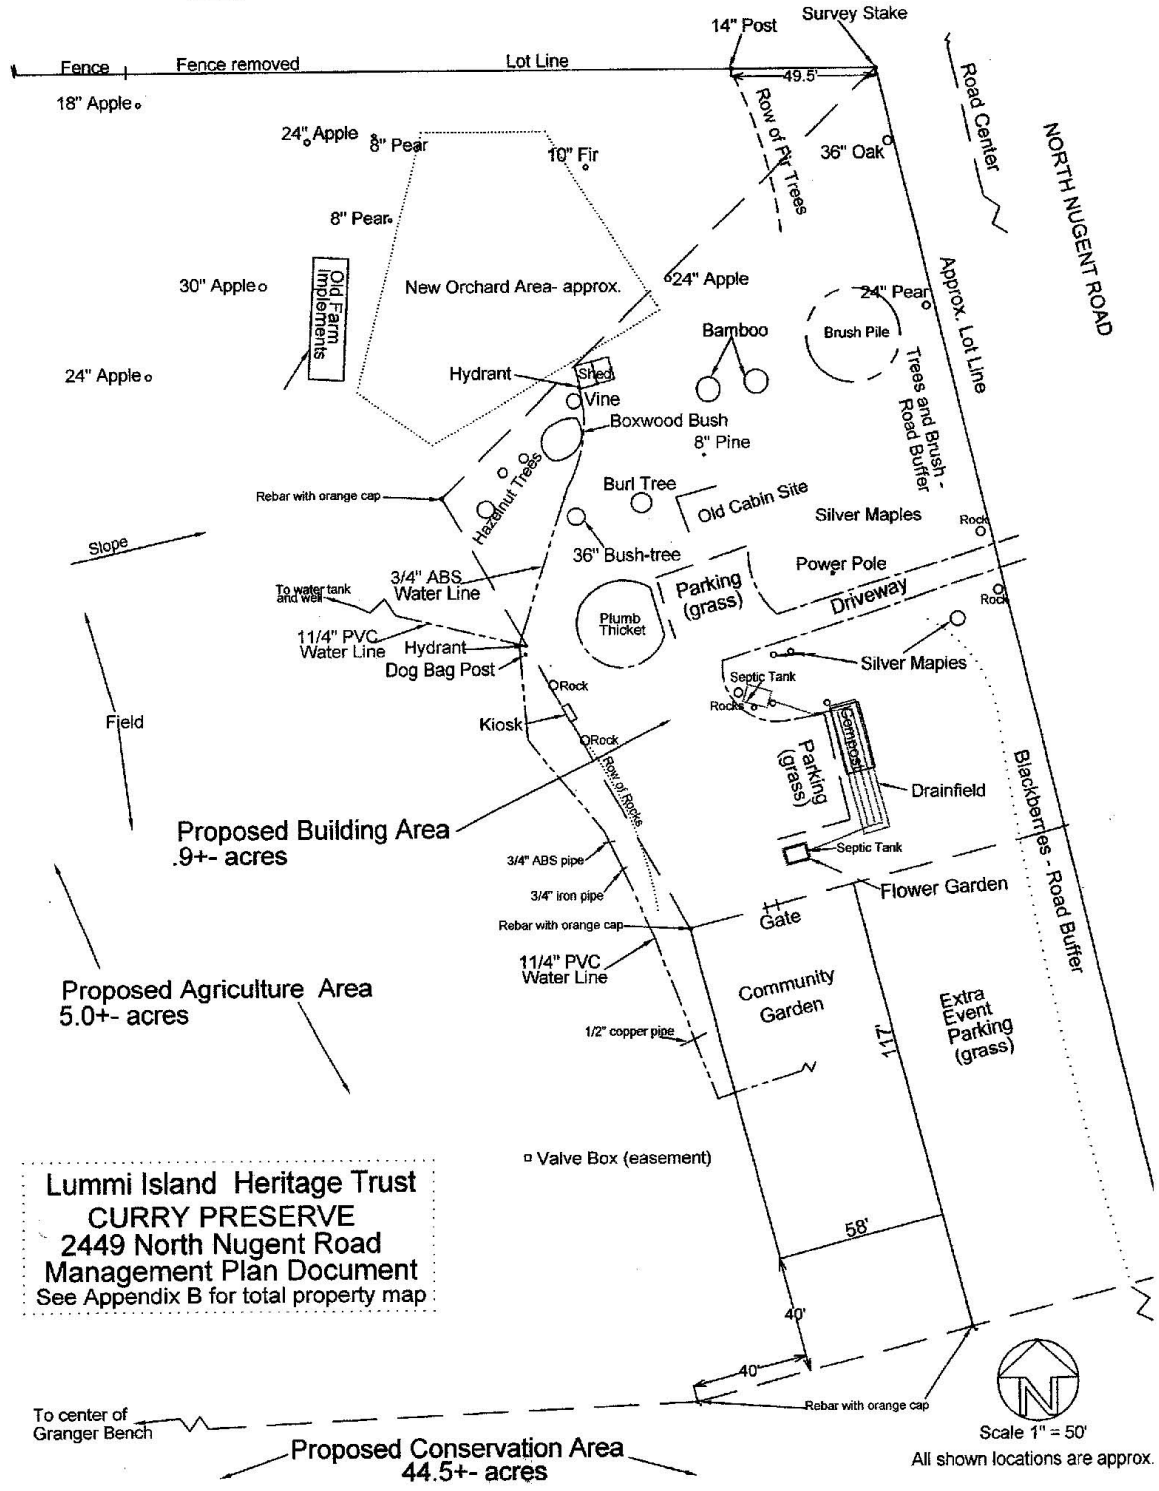 Survey Stake
14" Post
Fence
Fence removed
Lot Line
49.5'
18" Apple
Road Center
Row of Fir Trees
24" Apple
8" Pear
10" Fir
36" Oak
NORTH NUGENT ROAD
8" Pear
30" Apple
Old Farm
Implements
New Orchard Area- approx.
24" Apple
24" Pear
Approx. Lot Line
Bamboo
Brush Pile
24" Apple
Hydrant
Shed
Vine
Trees and Brush -
Road Buffer
Boxwood Bush
8" Pine
Hazelnut Trees
Rebar with orange cap
Burl Tree
Old Cabin Site
Silver Maples
Rock
Slope
36" Bush-tree
Power Pole
3/4" ABS
Water Line
Parking
(grass)
Driveway
Rock
To water tank
and well
Plumb
Thicket
11/4" PVC
Water Line
Hydrant
Dog Bag Post
Silver Maples
Septic Tank
Rock
Rocks
Field
Kiosk
Rock
Compost
Parking
(grass)
Row of Rocks
Drainfield
Blackberries - Road Buffer
Proposed Building Area
.9+- acres
Septic Tank
3/4" ABS pipe
Flower Garden
3/4" iron pipe
Gate
Rebar with orange cap
11/4" PVC
Water Line
Community
Garden
Proposed Agriculture Area
5.0+- acres
Extra
Event
Parking
(grass)
1/2" copper pine
117'
Valve Box (easement)
Lummi Island Heritage Trust
CURRY PRESERVE
2449 North Nugent Road
Management Plan Document
See Appendix B for total property map
58'
40'
40'
N
Rebar with orange cap
To center of
Granger Bench
Scale 1" = 50'
Proposed Conservation Area
44.5+- acres
All shown locations are approx.